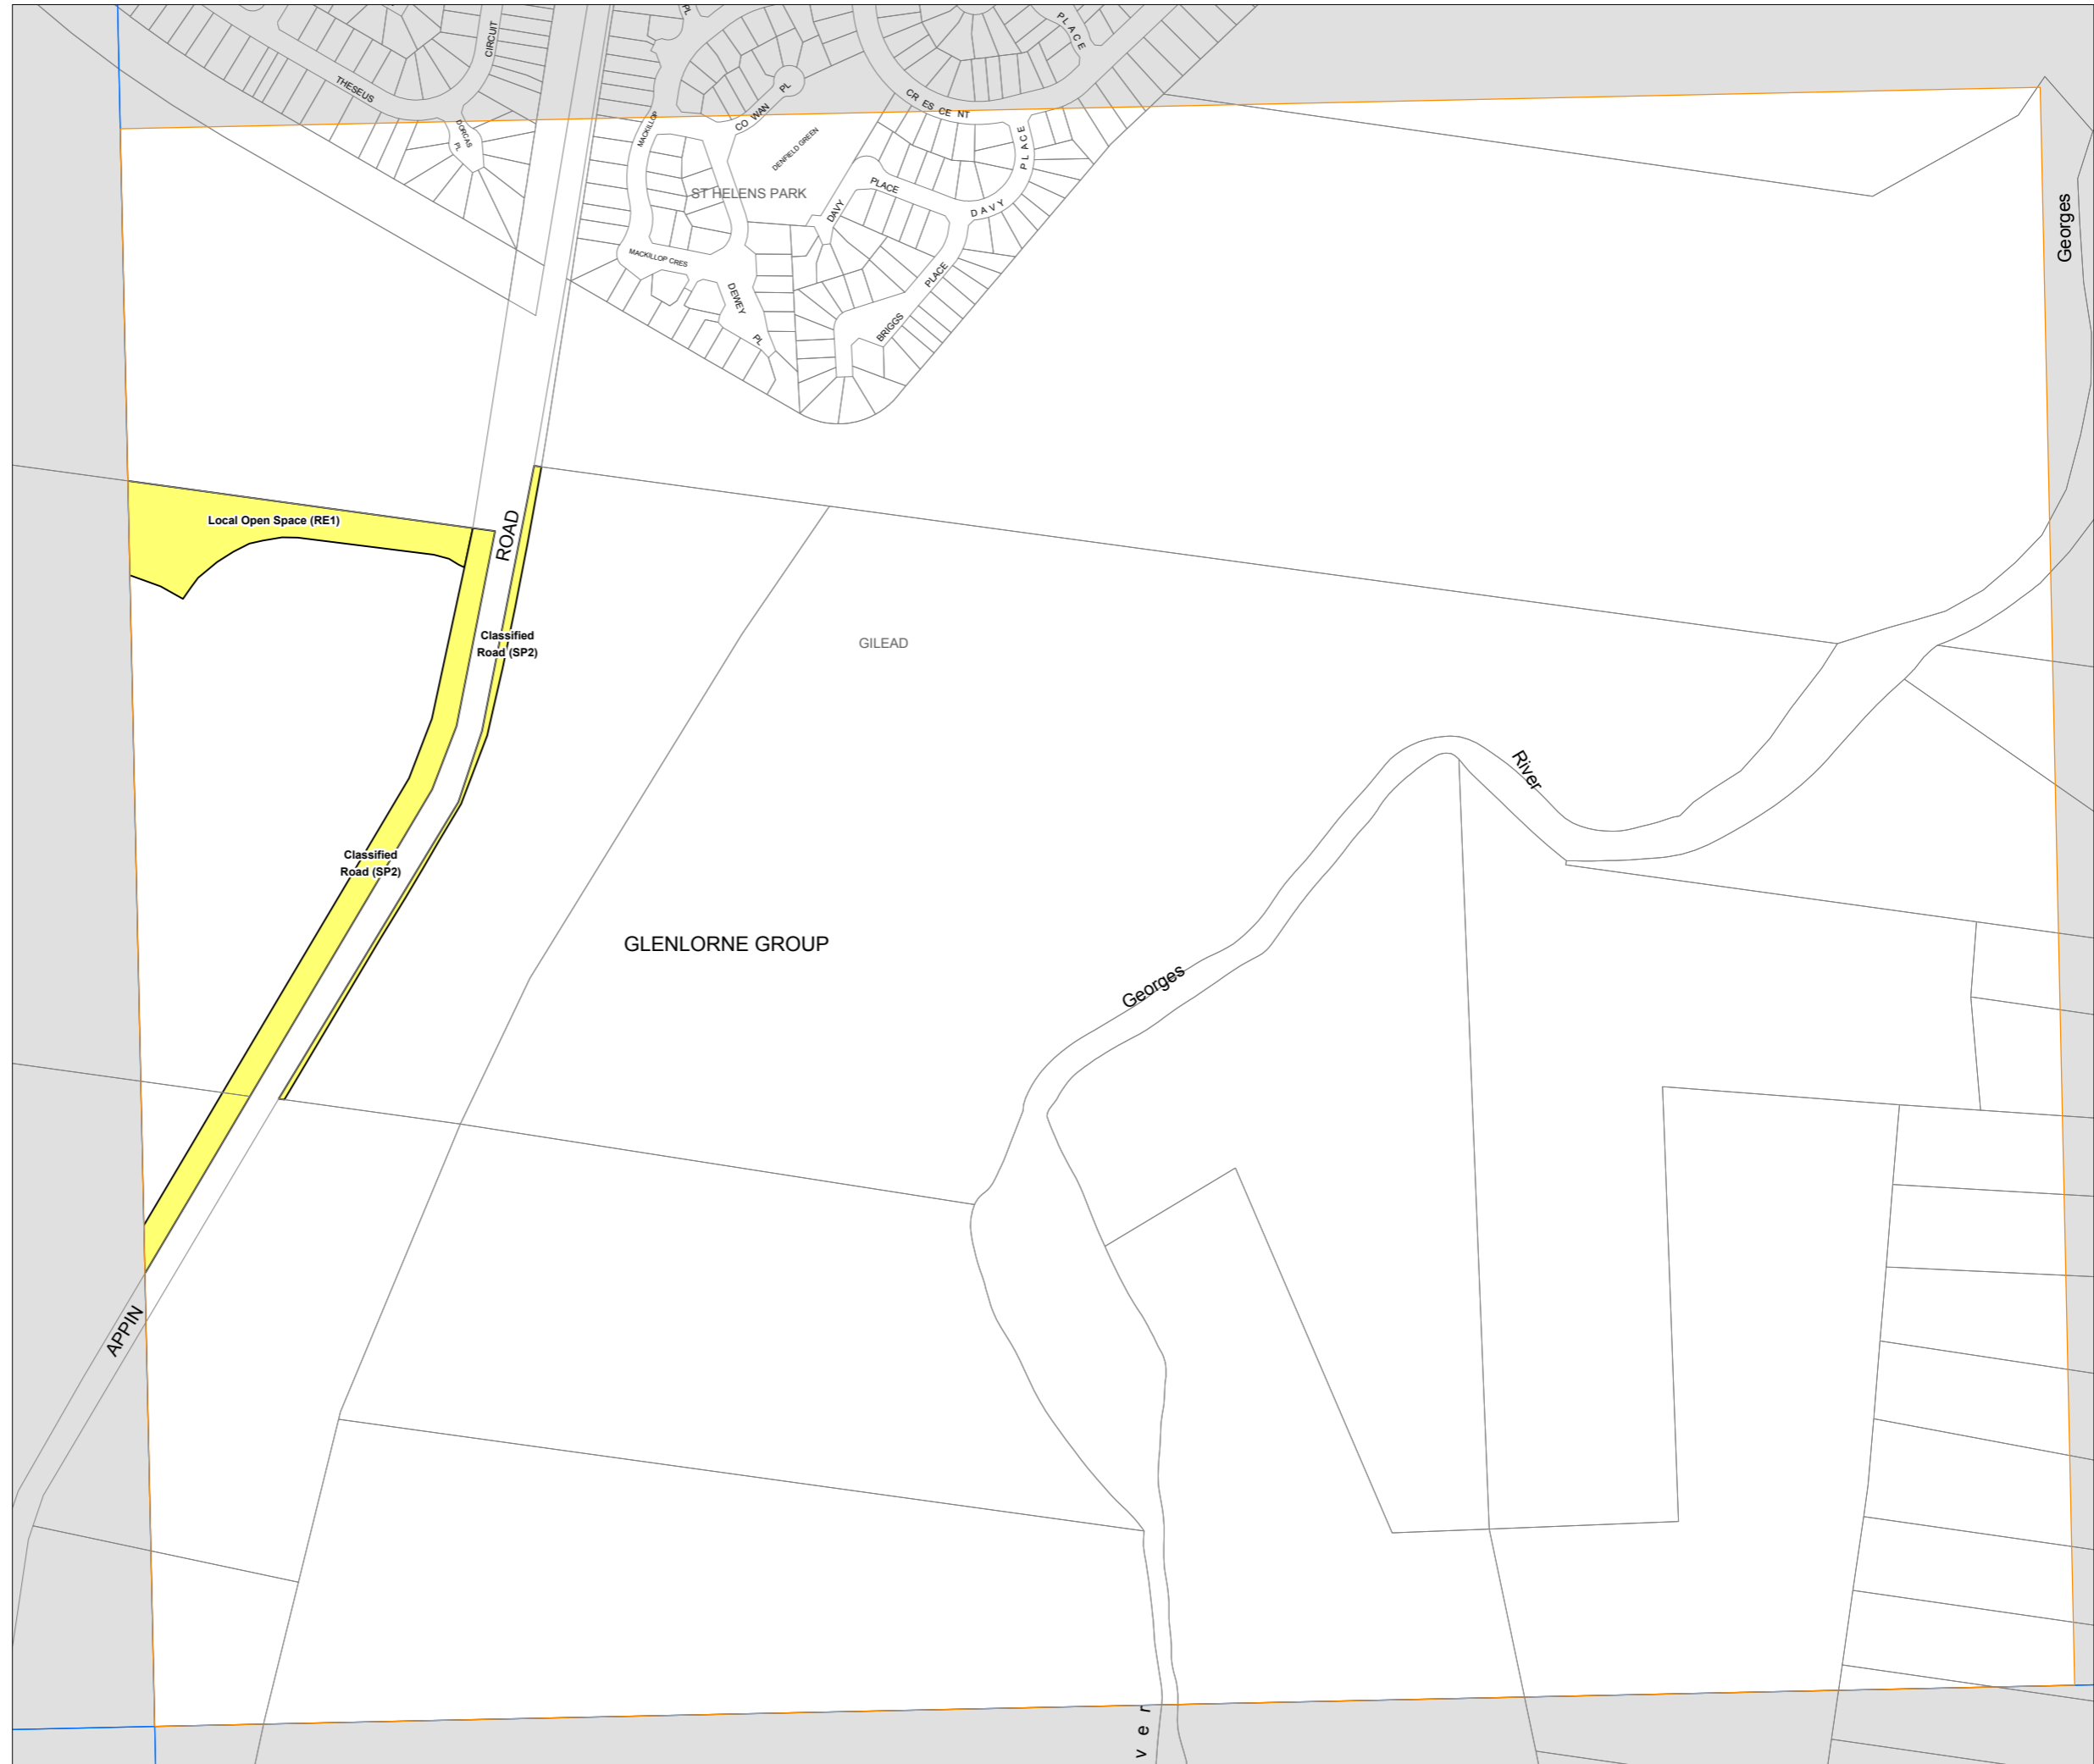 PL
PLACE
CIRCUIT
THESEUS
PL
CO WAN
CR ES CE NT
DORCAS
PL
MACKILLOP
DENFIELD GREEN
PLACE
ST HELENS PARK
PLACE
DAVY
DAVY
Georges
MACKILLOP CRES
DEWEY
PL
PLACE
BRIGGS
Local Open Space (RE1)
ROAD
Classified
Road (SP2)
GILEAD
River
Classified
Road (SP2)
GLENLORNE GROUP
Georges
APPIN
v e r